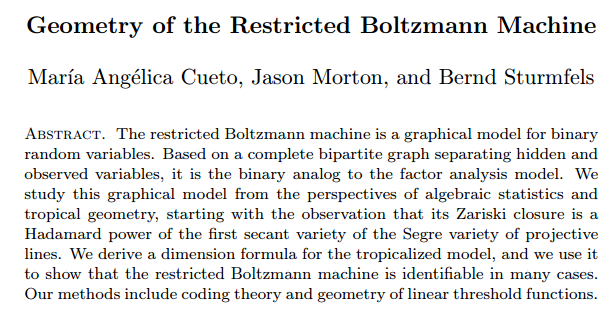 Geometry of the Restricted Boltzmann Machine
María Angélica Cueto, Jason Morton, and Bernd Sturmfels
Abstract. The restricted Boltzmann machine is a graphical model for binary
random variables. Based on a complete bipartite graph separating hidden and
observed variables, it is the binary analog to the factor analysis model. We
study this graphical model from the perspectives of algebraic statistics and
tropical geometry, starting with the observation that its Zariski closure is a
Hadamard power of the first secant variety of the Segre variety of projective
lines. We derive a dimension formula for the tropicalized model, and we use it
to show that the restricted Boltzmann machine is identifiable in many cases.
Our methods include coding theory and geometry of linear threshold functions.